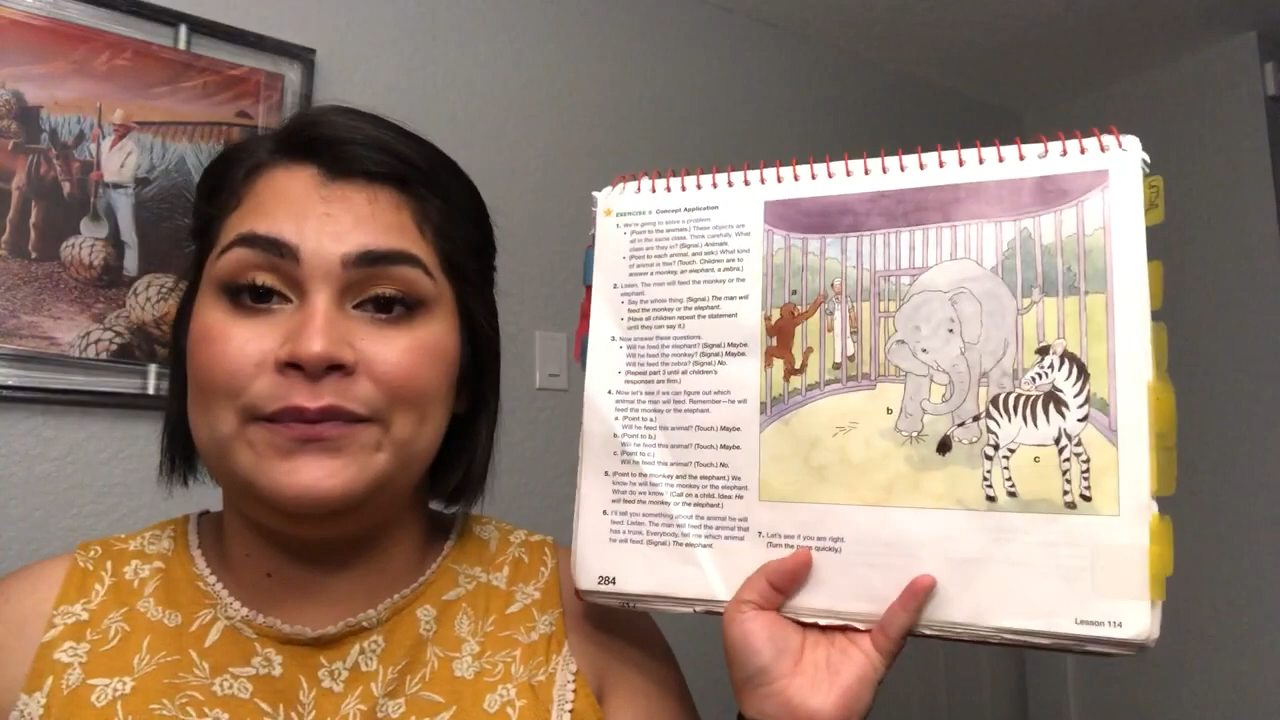 EXERCISE 5 Concept Application
1. We're going to solve a problem.
• (Point to the animals.) These objects are
all in the same class. Think carefully. What
class are they in? (Signal.) Animals.
• (Point to each animal, and ask:) What kind
of animal is this? (Touch. Children are to
answer a monkey, an elephant, a zebra.)
2. Listen. The man will feed the monkey or the
elephant.
• Say the whole thing. (Signal.) The man will
feed the monkey or the elephant.
• (Have all children repeat the statement
until they can say it.)
3. Now answer these questions.
• Will he feed the elephant? (Signal.) Maybe.
Will he feed the monkey? (Signal.) Maybe.
Will he feed the zebra? (Signal.) No.
• (Repeat part 3 until all children's
responses are firm.)
4. Now let's see if we can figure out which
animal the man will feed. Remember—he will
feed the monkey or the elephant.
a. (Point to a.)
Will he feed this animal? (Touch.) Maybe.
b. (Point to b.)
Will he feed this animal? (Touch.) Maybe.
c. (Point to c.)
Will he feed this animal? (Touch.) No.
5. (Point to the monkey and the elephant.) We
know he will feed the monkey or the elephant.
What do we know? (Call on a child. Idea: He
will feed the monkey or the elephant.)
6. I'll tell you something about the animal he will
feed. Listen. The man will feed the animal that
has a trunk. Everybody, tell me which animal
he will feed. (Signal.) The elephant.
a
b
c
7. Let's see if you are right.
(Turn the page quickly.)
284
Lesson 114